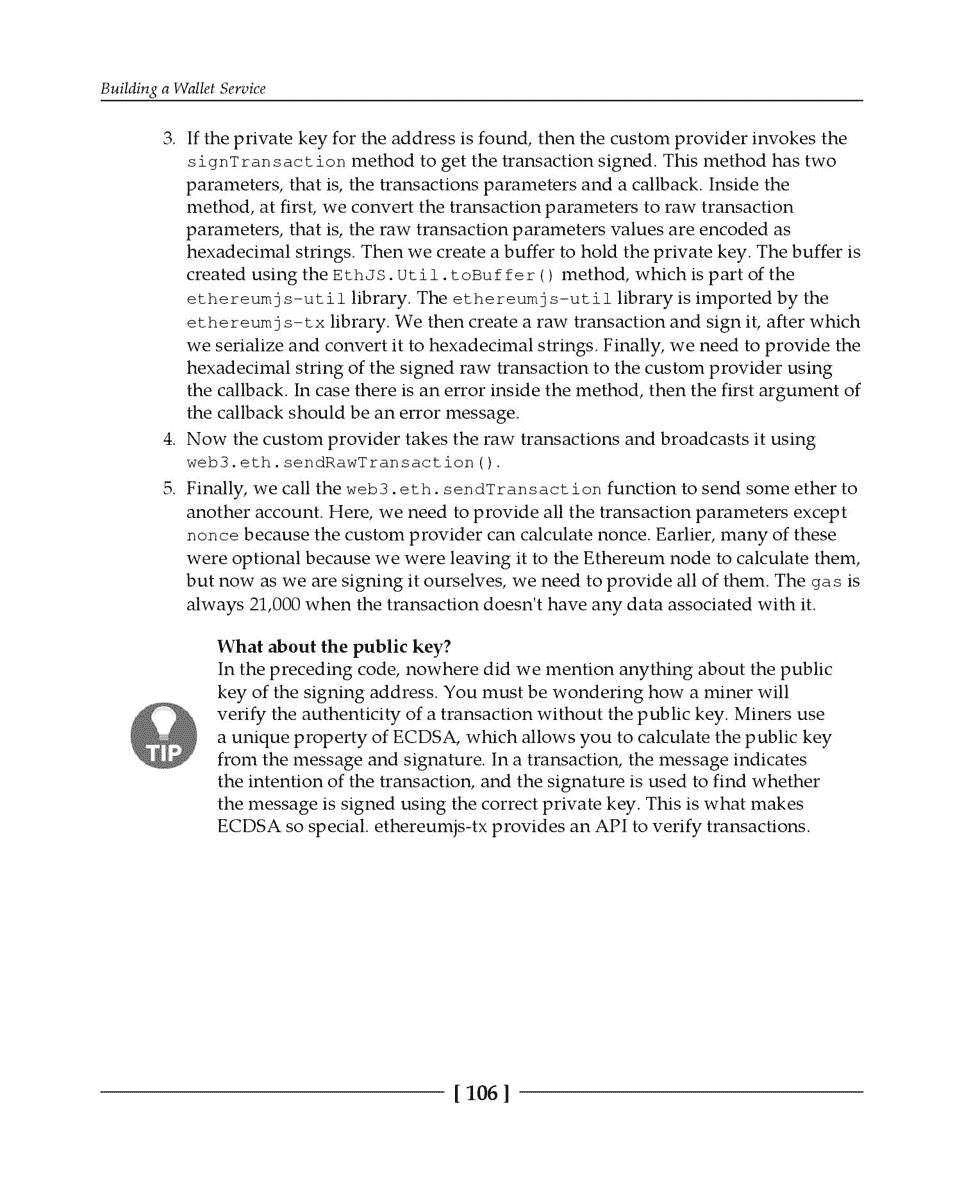 Building a Wallet Service
3. If the private key for the address is found, then the custom provider invokes the
signTransaction method to get the transaction signed. This method has two
parameters, that is, the transactions parameters and a callback. Inside the
method, at first, we convert the transaction parameters to raw transaction
parameters, that is, the raw transaction parameters values are encoded as
hexadecimal strings. Then we create a buffer to hold the private key. The buffer is
created using the EthJS.Util.toBuffer() method, which is part of the
ethereumjs-util library. The ethereumjs-util library is imported by the
ethereumjs-tx library. We then create a raw transaction and sign it, after which
we serialize and convert it to hexadecimal strings. Finally, we need to provide the
hexadecimal string of the signed raw transaction to the custom provider using
the callback. In case there is an error inside the method, then the first argument of
the callback should be an error message.
4. Now the custom provider takes the raw transactions and broadcasts it using
web3.eth.sendRawTransaction().
5. Finally, we call the web3.eth.sendTransaction function to send some ether to
another account. Here, we need to provide all the transaction parameters except
nonce because the custom provider can calculate nonce. Earlier, many of these
were optional because we were leaving it to the Ethereum node to calculate them,
but now as we are signing it ourselves, we need to provide all of them. The gas is
always 21,000 when the transaction doesn't have any data associated with it.
What about the public key?
In the preceding code, nowhere did we mention anything about the public
key of the signing address. You must be wondering how a miner will
verify the authenticity of a transaction without the public key. Miners use
a unique property of ECDSA, which allows you to calculate the public key
from the message and signature. In a transaction, the message indicates
the intention of the transaction, and the signature is used to find whether
the message is signed using the correct private key. This is what makes
ECDSA so special. ethereumjs-tx provides an API to verify transactions.
TIP
[ 106 ]